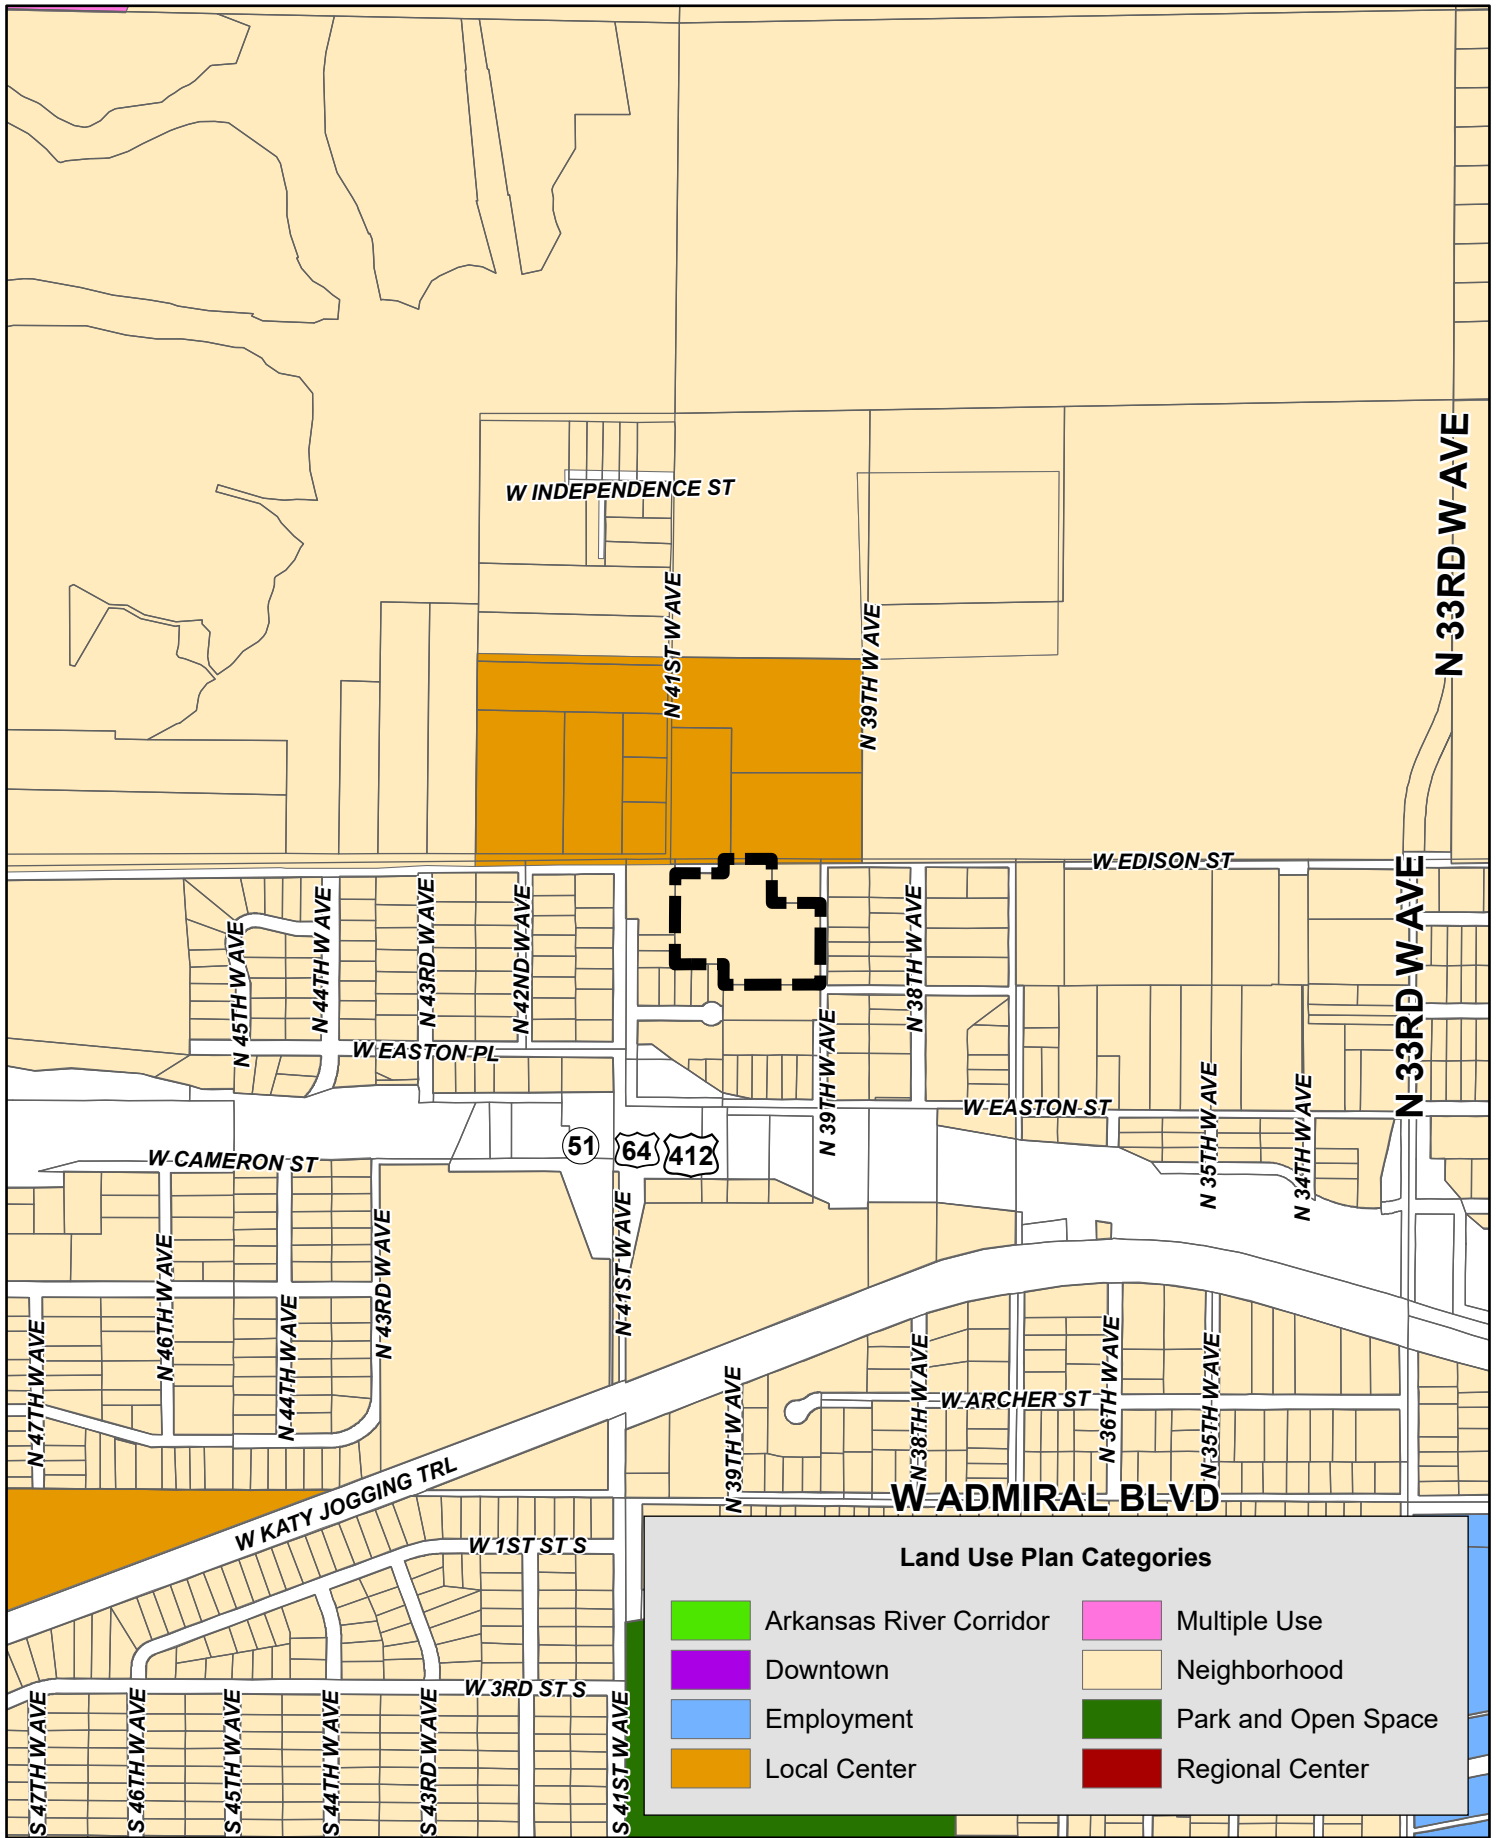 W INDEPENDENCE ST
N 33RD W AVE
N 41ST W AVE
N 39TH W AVE
W EDISON ST
N 33RD W AVE
N 45TH W AVE
N 44TH W AVE
N 43RD W AVE
N 42ND W AVE
N 38TH W AVE
W EASTON PL
N 39TH W AVE
W EASTON ST
N 35TH W AVE
N 34TH W AVE
51
64
412
W CAMERON ST
N 46TH W AVE
N 43RD W AVE
N 41ST W AVE
N 47TH W AVE
N 44TH W AVE
N 39TH W AVE
N 38TH W AVE
W ARCHER ST
N 36TH W AVE
N 35TH W AVE
W KATY JOGGING TRL
W ADMIRAL BLVD
W 1ST ST S
W 3RD ST S
S 47TH W AVE
S 46TH W AVE
S 45TH W AVE
S 44TH W AVE
S 43RD W AVE
S 41ST W AVE
Land Use Plan Categories
Arkansas River Corridor
Downtown
Employment
Local Center
Multiple Use
Neighborhood
Park and Open Space
Regional Center